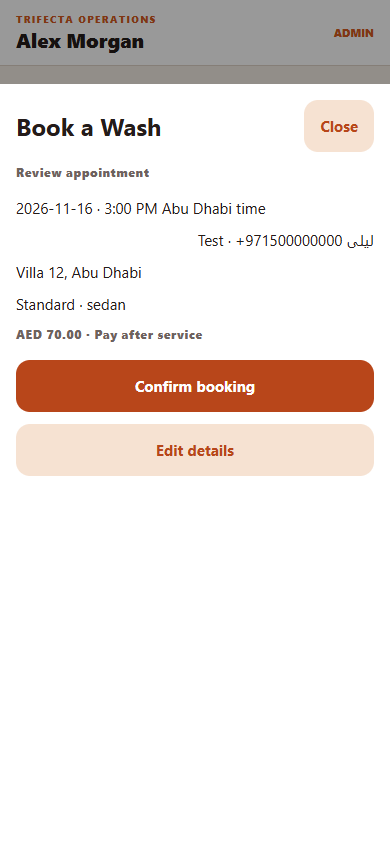 TRIFECTA OPERATIONS
Alex Morgan
ADMIN
Book a Wash
Close
Review appointment
2026-11-16 · 3:00 PM Abu Dhabi time
ليلى Test · +971500000000
Villa 12, Abu Dhabi
Standard · sedan
AED 70.00 · Pay after service
Confirm booking
Edit details